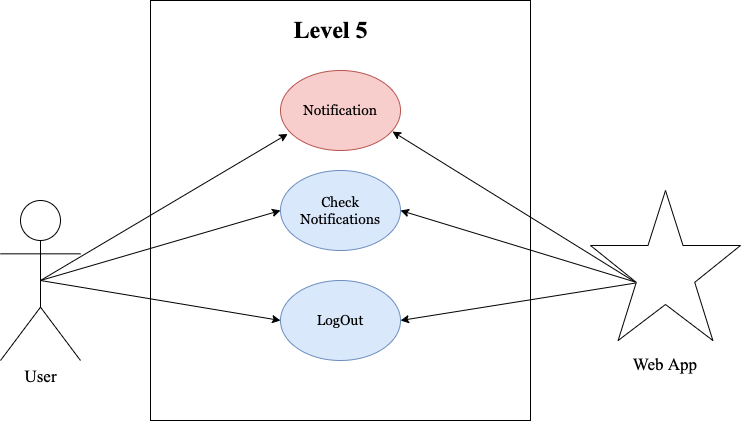 Level 5
Notification
Check
Notifications
LogOut
User
Web App